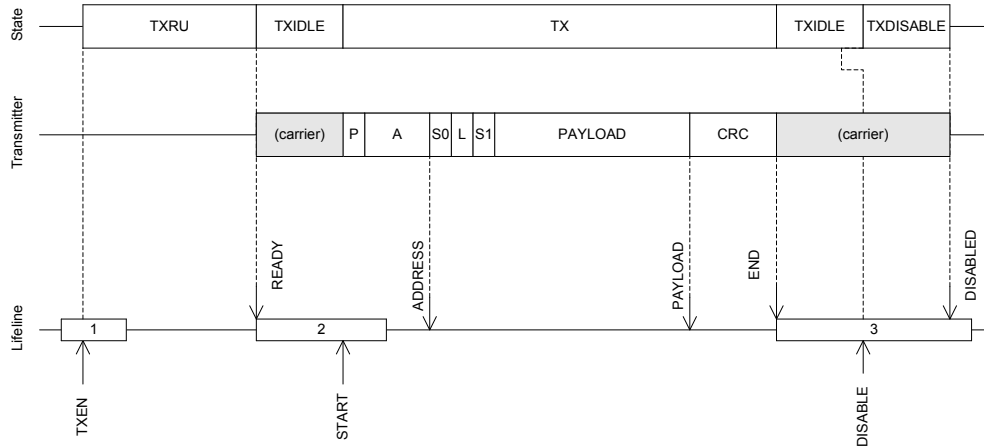 State
TXRU
TXIDLE
TX
TXIDLE
TXDISABLE
Transmitter
(carrier)
P
A
S0
L
S1
PAYLOAD
CRC
(carrier)
READY
ADDRESS
PAYLOAD
END
DISABLED
Lifeline
1
2
3
TXEN
START
DISABLE